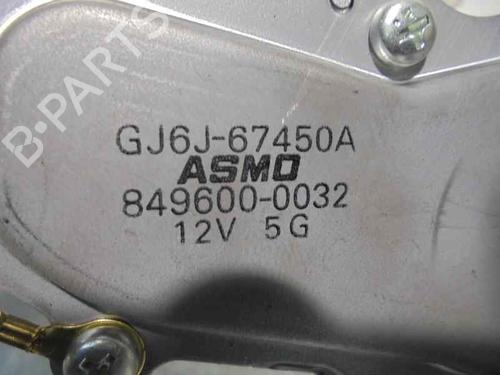 B-PARTS
GJ6J-67450A
ASMO
849600-0032
12V 5G